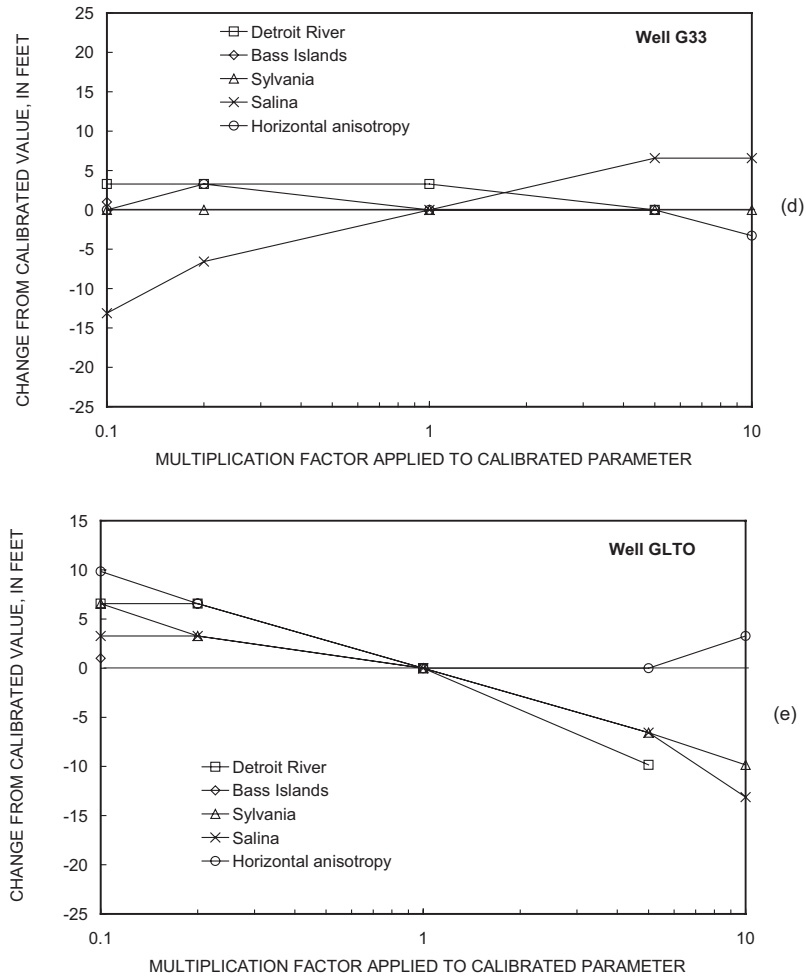 25
20
15
10
5
0
-5
-10
-15
-20
-25
CHANGE FROM CALIBRATED VALUE, IN FEET
Detroit River
Bass Islands
Sylvania
Salina
Horizontal anisotropy
Well G33
(d)
0.1
1
10
MULTIPLICATION FACTOR APPLIED TO CALIBRATED PARAMETER
15
10
5
0
-5
-10
-15
-20
-25
CHANGE FROM CALIBRATED VALUE, IN FEET
Well GLTO
(e)
Detroit River
Bass Islands
Sylvania
Salina
Horizontal anisotropy
0.1
1
10
MULTIPLICATION FACTOR APPLIED TO CALIBRATED PARAMETER